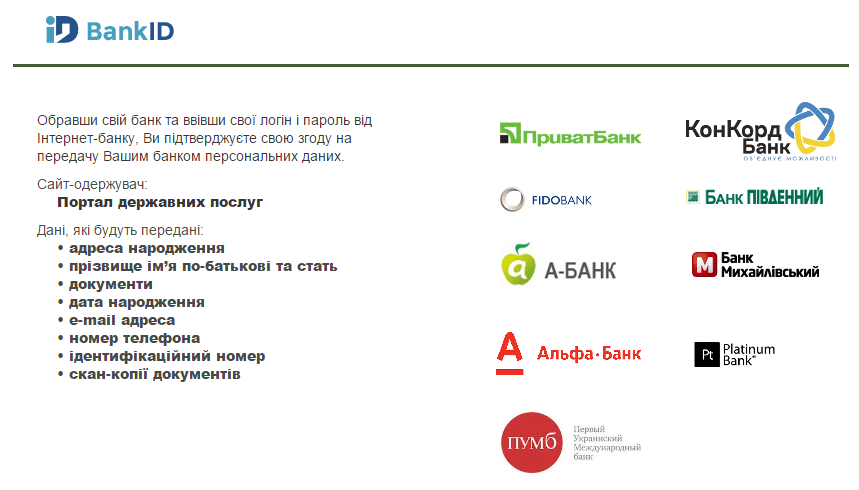 iD BankID
Обравши свій банк та ввівши свої логін і пароль від
Інтернет-банку, Ви підтверджуєте свою згоду на
передачу Вашим банком персональних даних.
Сайт-одержувач:
Портал державних послуг
Дані, які будуть передані:
• адреса народження
• прізвище ім'я по-батькові та стать
• документи
• дата народження
• e-mail адреса
• номер телефона
• ідентифікаційний номер
• скан-копії документів
ПриватБанк
КонКорд
Банк
ОБ'ЄДНУЄ МОЖЛИВОСТІ
FIDOBANK
Банк ПІВДЕННИЙ
а А-БАНК
М Банк
Михайлівський
А Альфа·Банк
Pt Platinum
Bank
ПУМБ
Первый
Украинский
Международный
банк